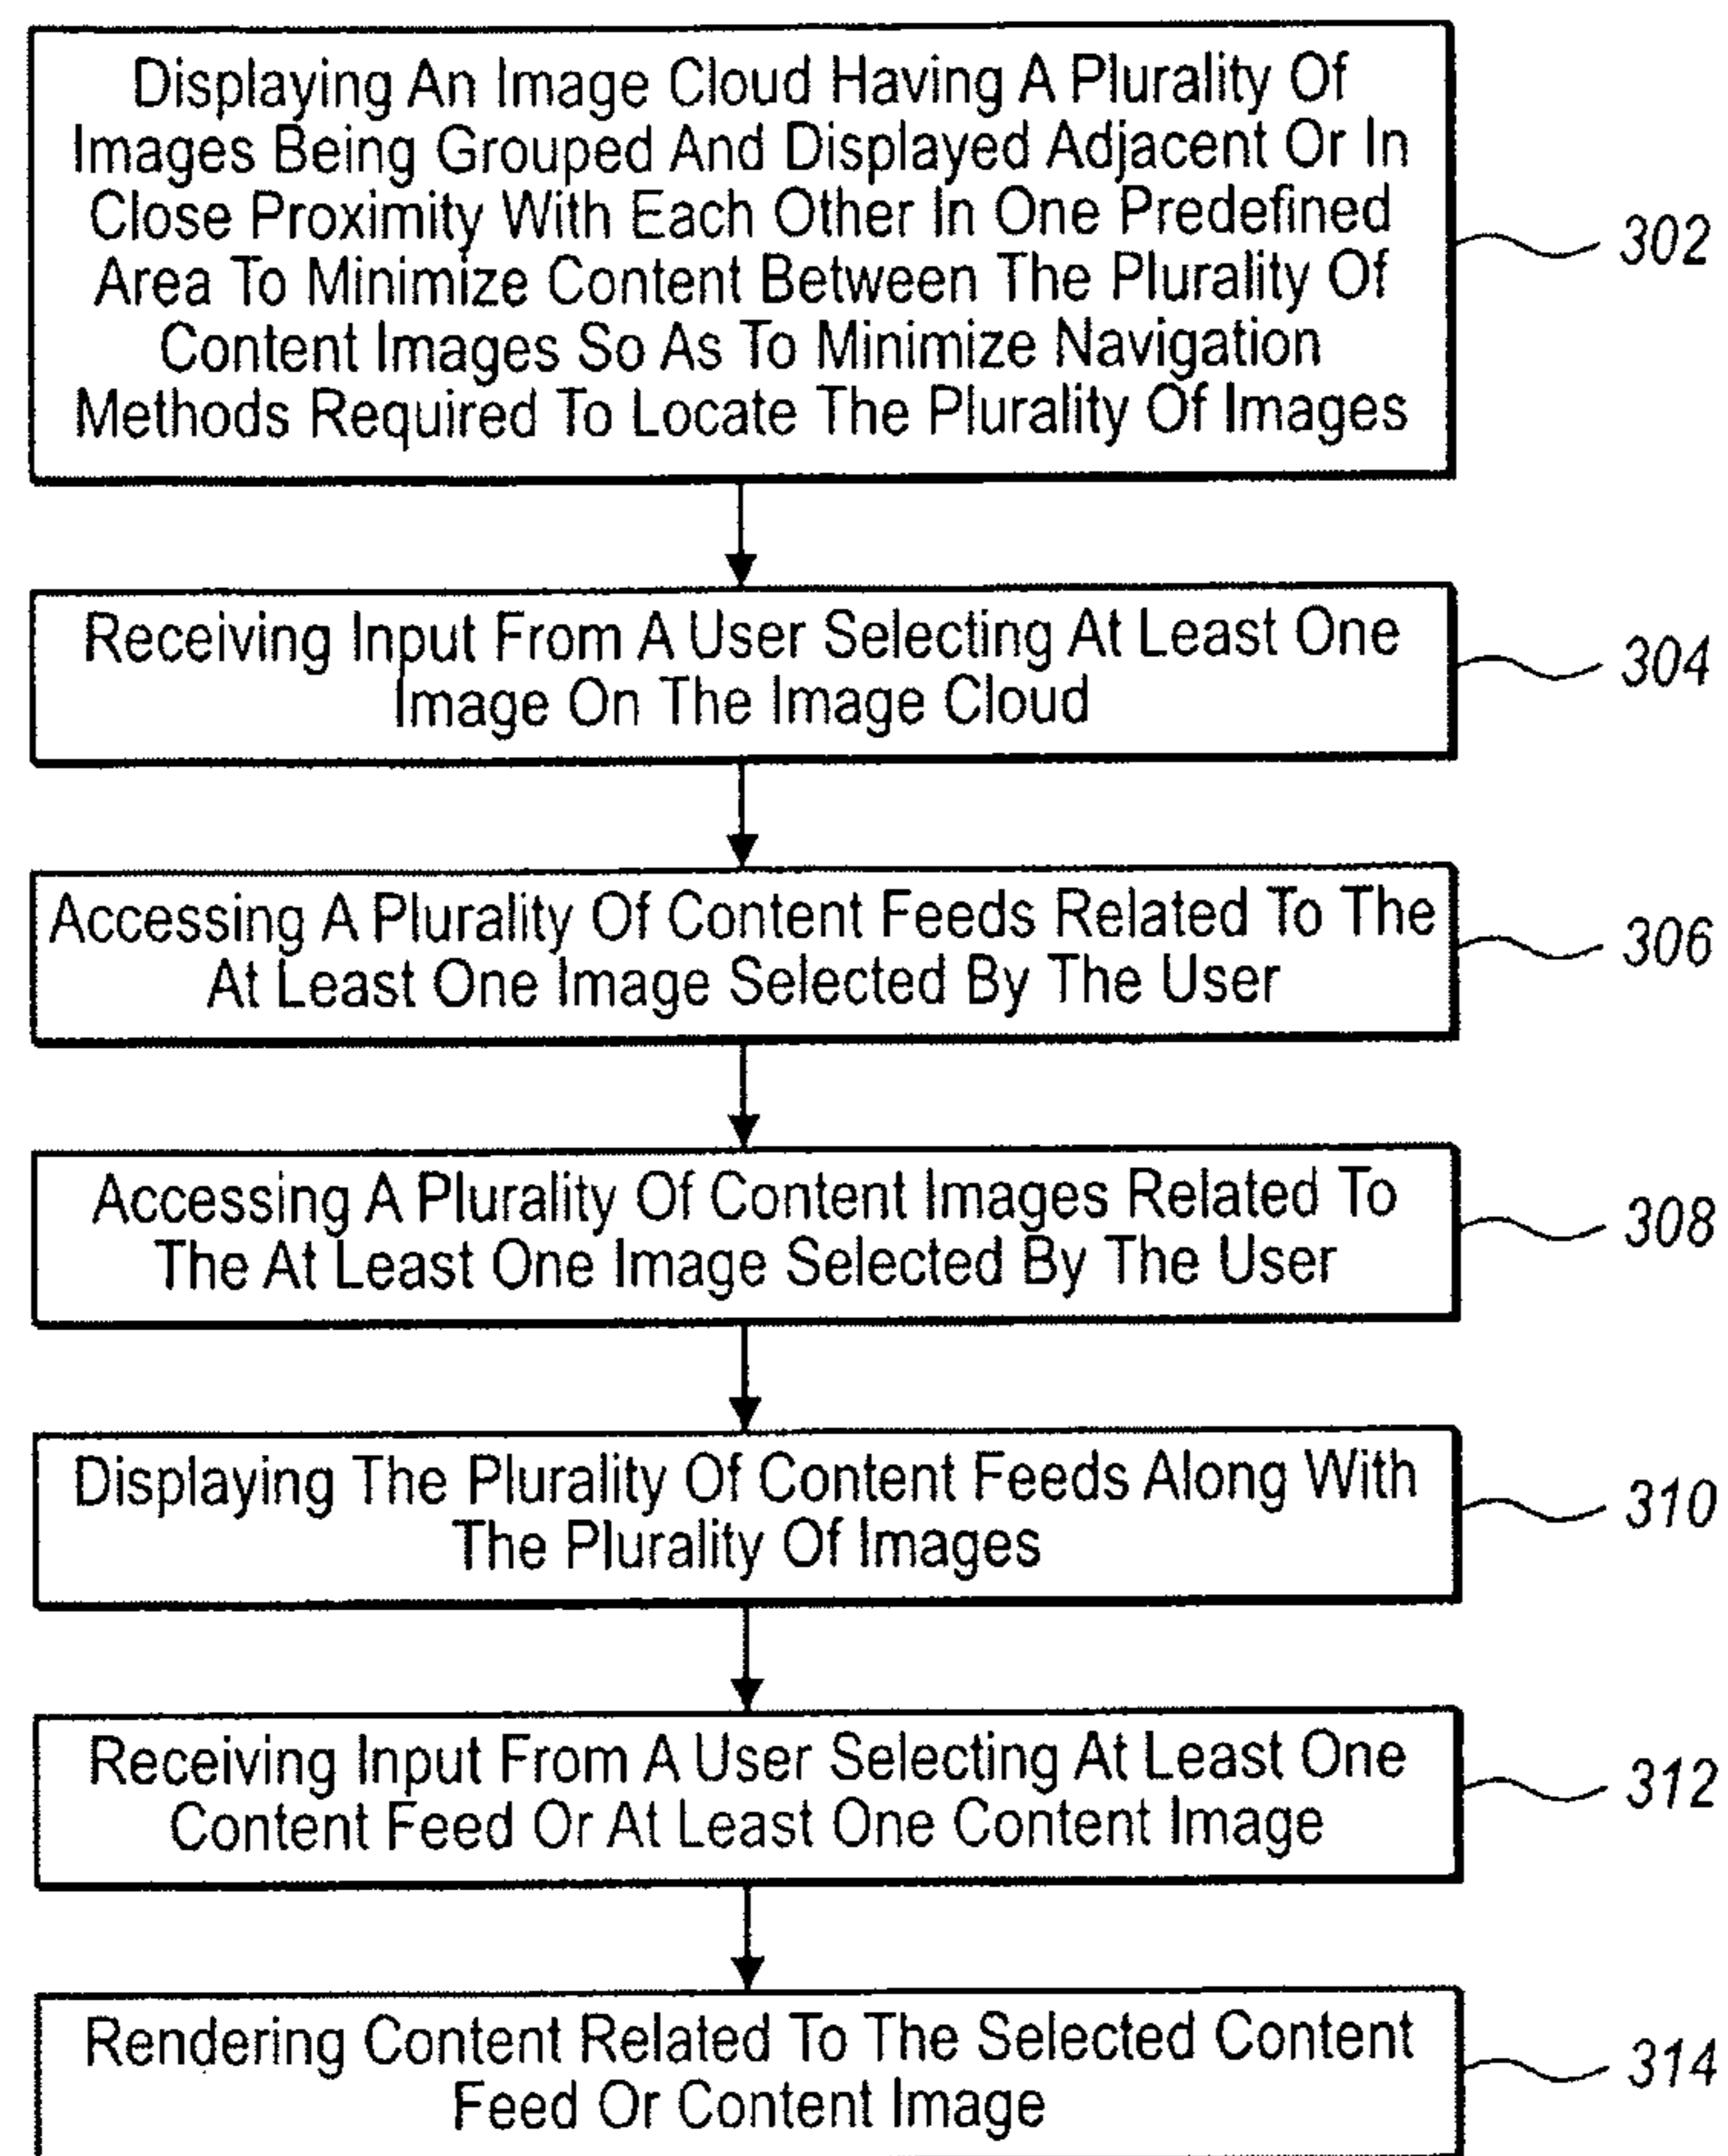 Displaying An Image Cloud Having A Plurality Of
Images Being Grouped And Displayed Adjacent Or In
Close Proximity With Each Other In One Predefined
Area To Minimize Content Between The Plurality Of
Content Images So As To Minimize Navigation
Methods Required To Locate The Plurality Of Images
302
Receiving Input From A User Selecting At Least One
Image On The Image Cloud
304
Accessing A Plurality Of Content Feeds Related To The
At Least One Image Selected By The User
306
Accessing A Plurality Of Content Images Related To
The At Least One Image Selected By The User
308
Displaying The Plurality Of Content Feeds Along With
The Plurality Of Images
310
Receiving Input From A User Selecting At Least One
Content Feed Or At Least One Content Image
312
Rendering Content Related To The Selected Content
Feed Or Content Image
314